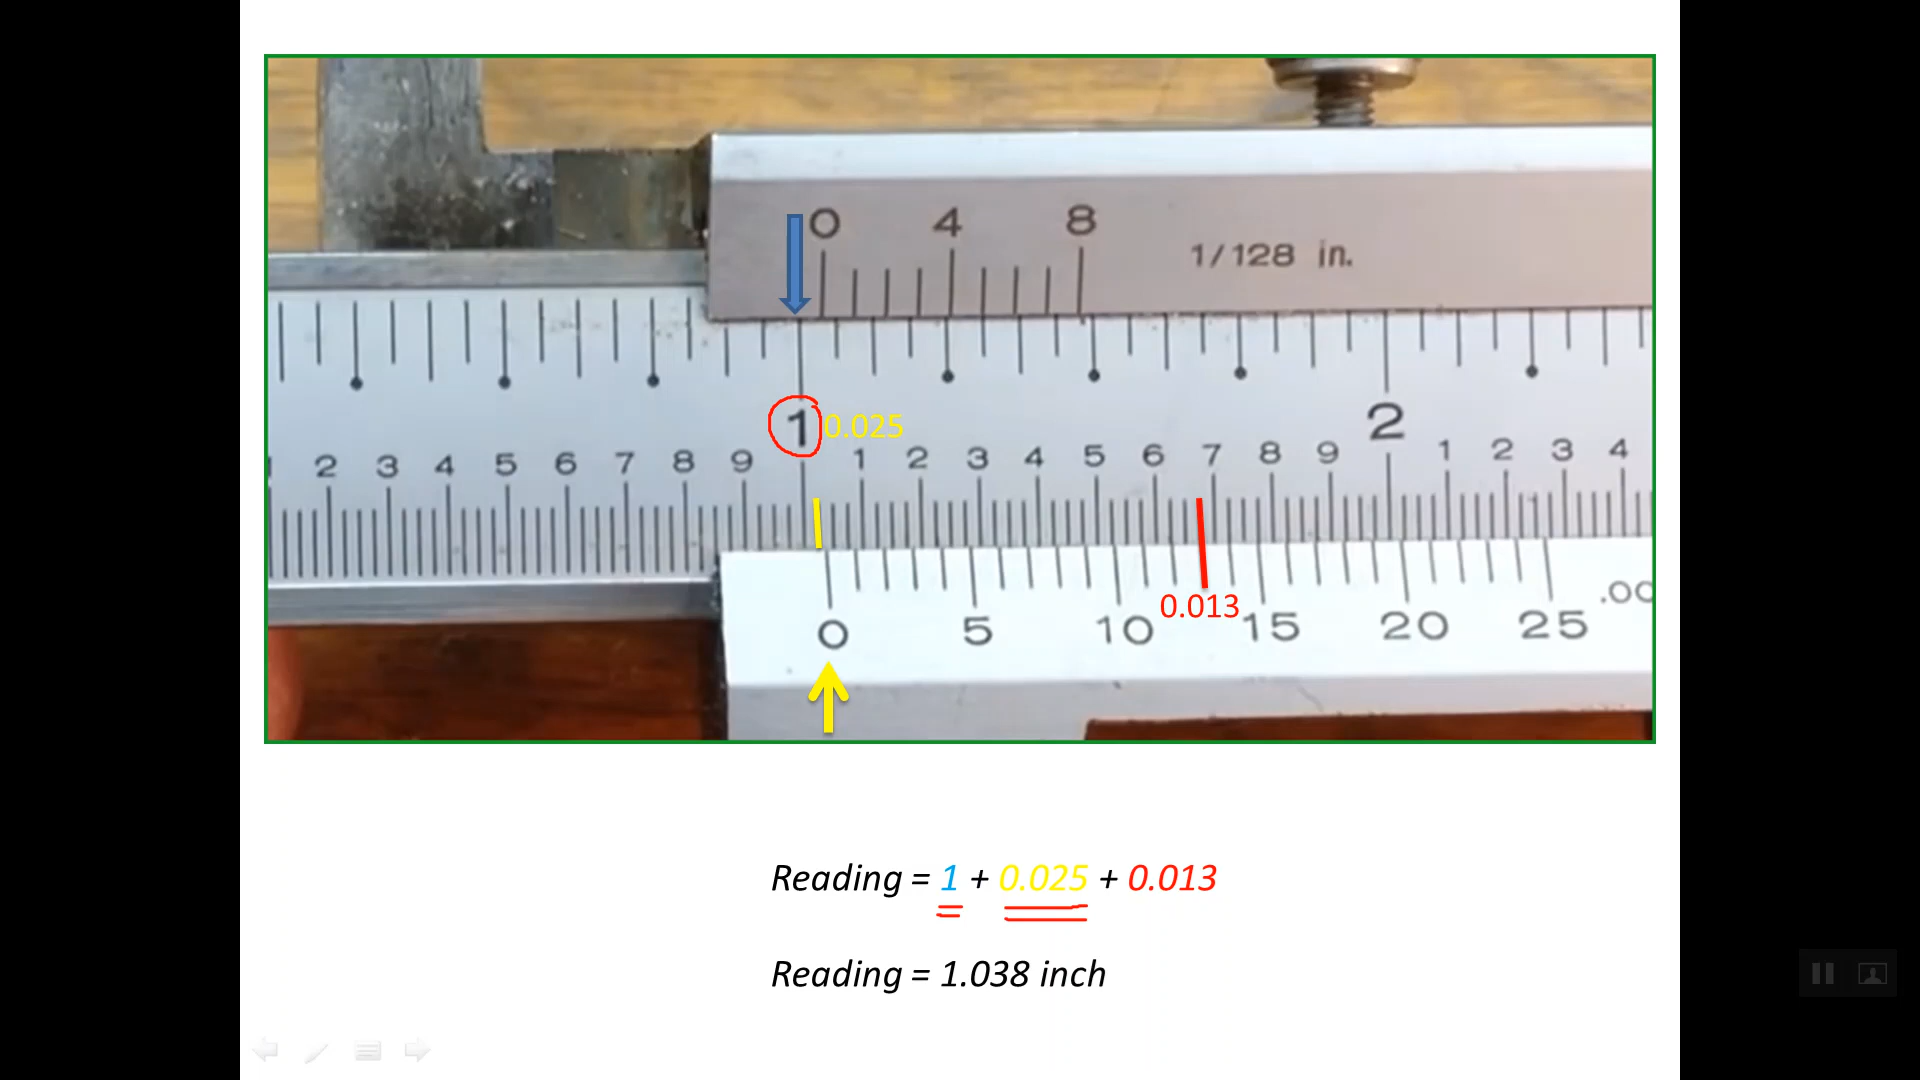 0 4 8
1/128 in.
1 0.025 2
1 2 3 4 5 6 7 8 9 1 2 3 4 5 6 7 8 9 1 2 3 4
0 5 10 15 20 25 .00
0.013
Reading = 1 + 0.025 + 0.013
Reading = 1.038 inch